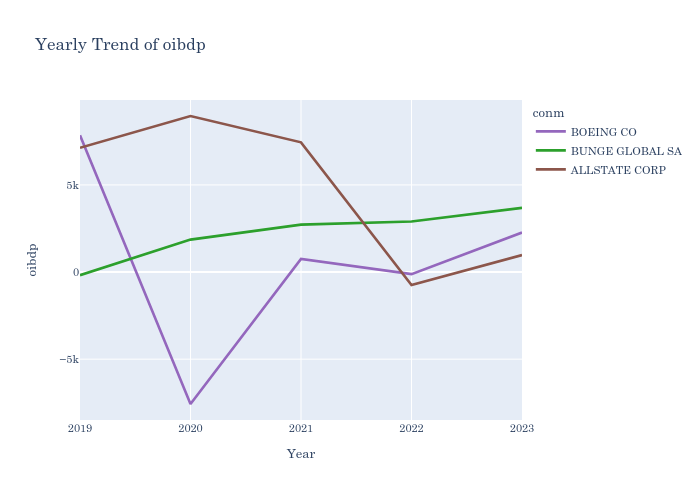 Yearly Trend of oibdp
conm
BOEING CO
BUNGE GLOBAL SA
ALLSTATE CORP
5k
0
−5k
oibdp
2019
2020
2021
2022
2023
Year